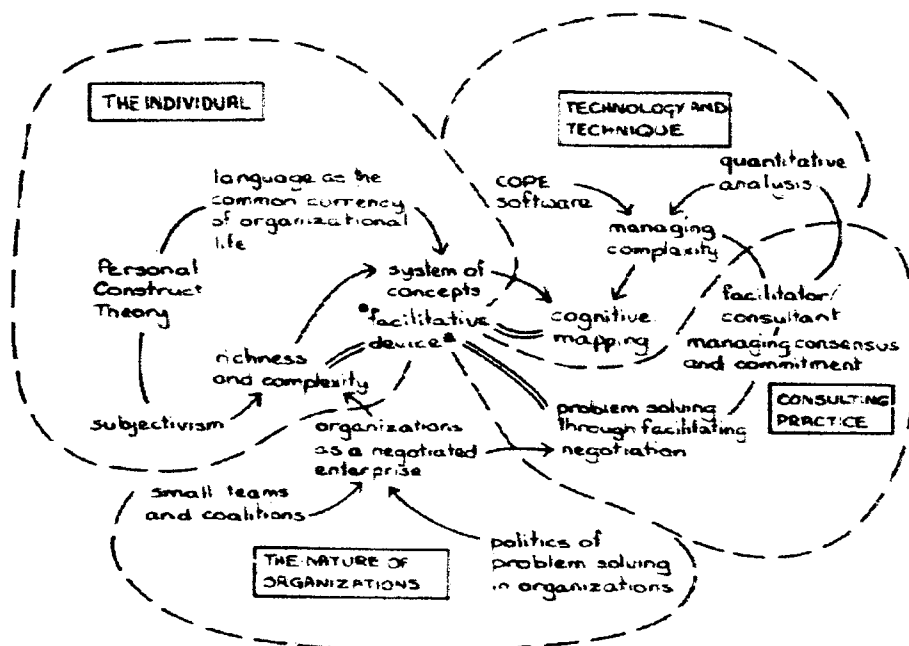 THE INDIVIDUAL
TECHNOLOGY AND
TECHNIQUE
language as the
common currency
of organizational
life
COPE
software
quantitative
analysis
managing
complexity
Personal
Construct
Theory
system of
concepts
"facilitative
device"
cognitive
mapping
facilitator/
consultant
managing consensus
and commitment
richness
and complexity
CONSULTING
PRACTICE
subjectivism
organizations
as a negotiated
enterprise
problem solving
through facilitating
negotiation
small teams
and coalitions
THE NATURE OF
ORGANIZATIONS
politics of
problem solving
in organizations